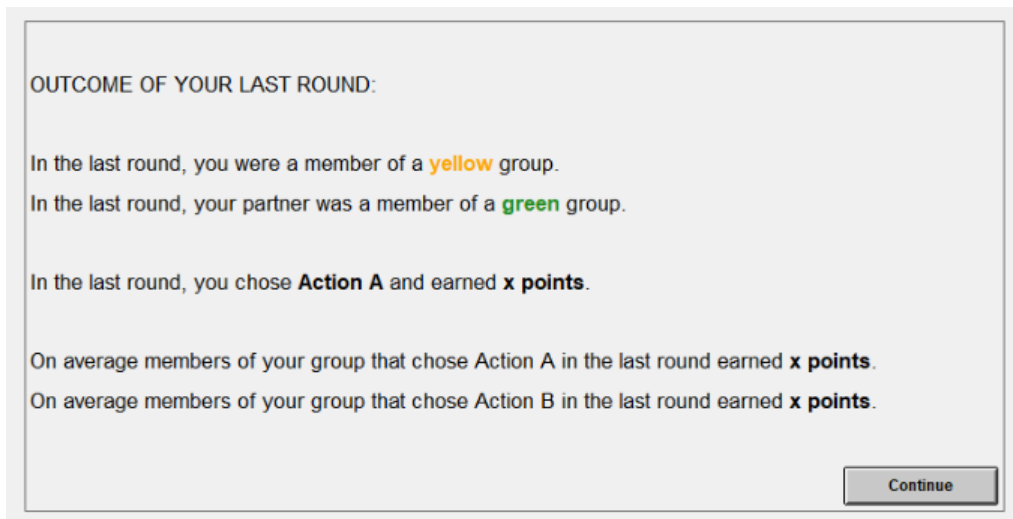 OUTCOME OF YOUR LAST ROUND:
In the last round, you were a member of a yellow group.
In the last round, your partner was a member of a green group.
In the last round, you chose Action A and earned x points.
On average members of your group that chose Action A in the last round earned x points.
On average members of your group that chose Action B in the last round earned x points.
Continue